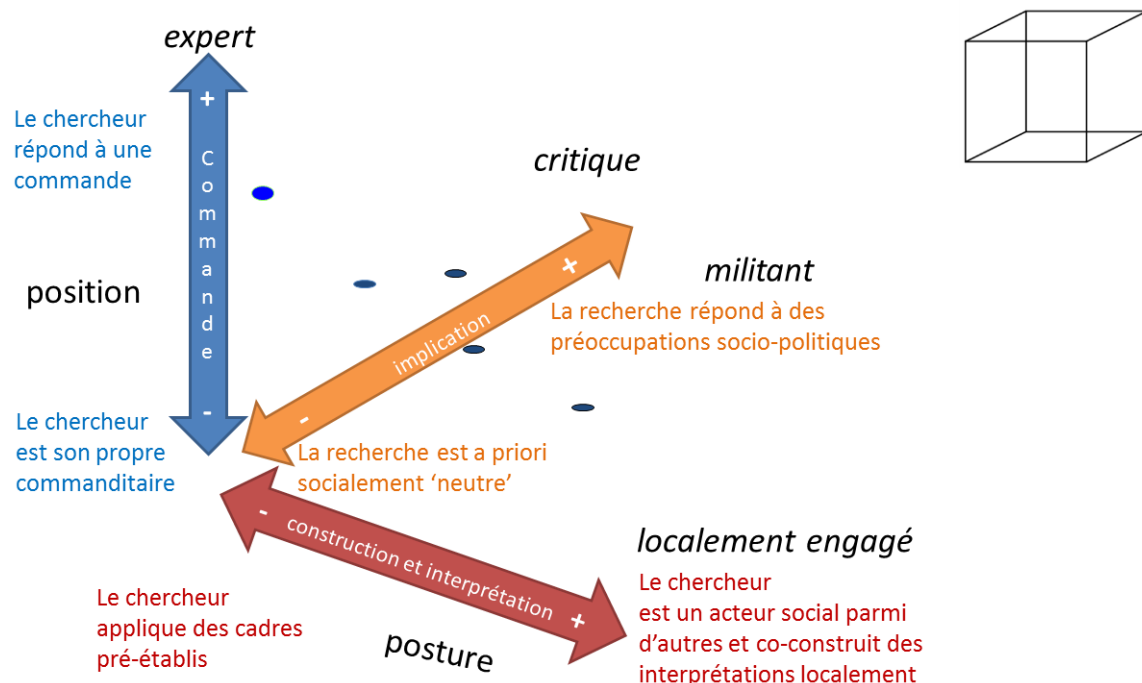 expert
+
Le chercheur
répond à une
commande
Commande
position
-
Le chercheur
est son propre
commanditaire
critique
militant
+
implication
-
La recherche répond à des
préoccupations socio-politiques
La recherche est a priori
socialement ‘neutre’
-
construction et interprétation
+
localement engagé
Le chercheur
applique des cadres
pré-établis
posture
Le chercheur
est un acteur social parmi
d’autres et co-construit des
interprétations localement